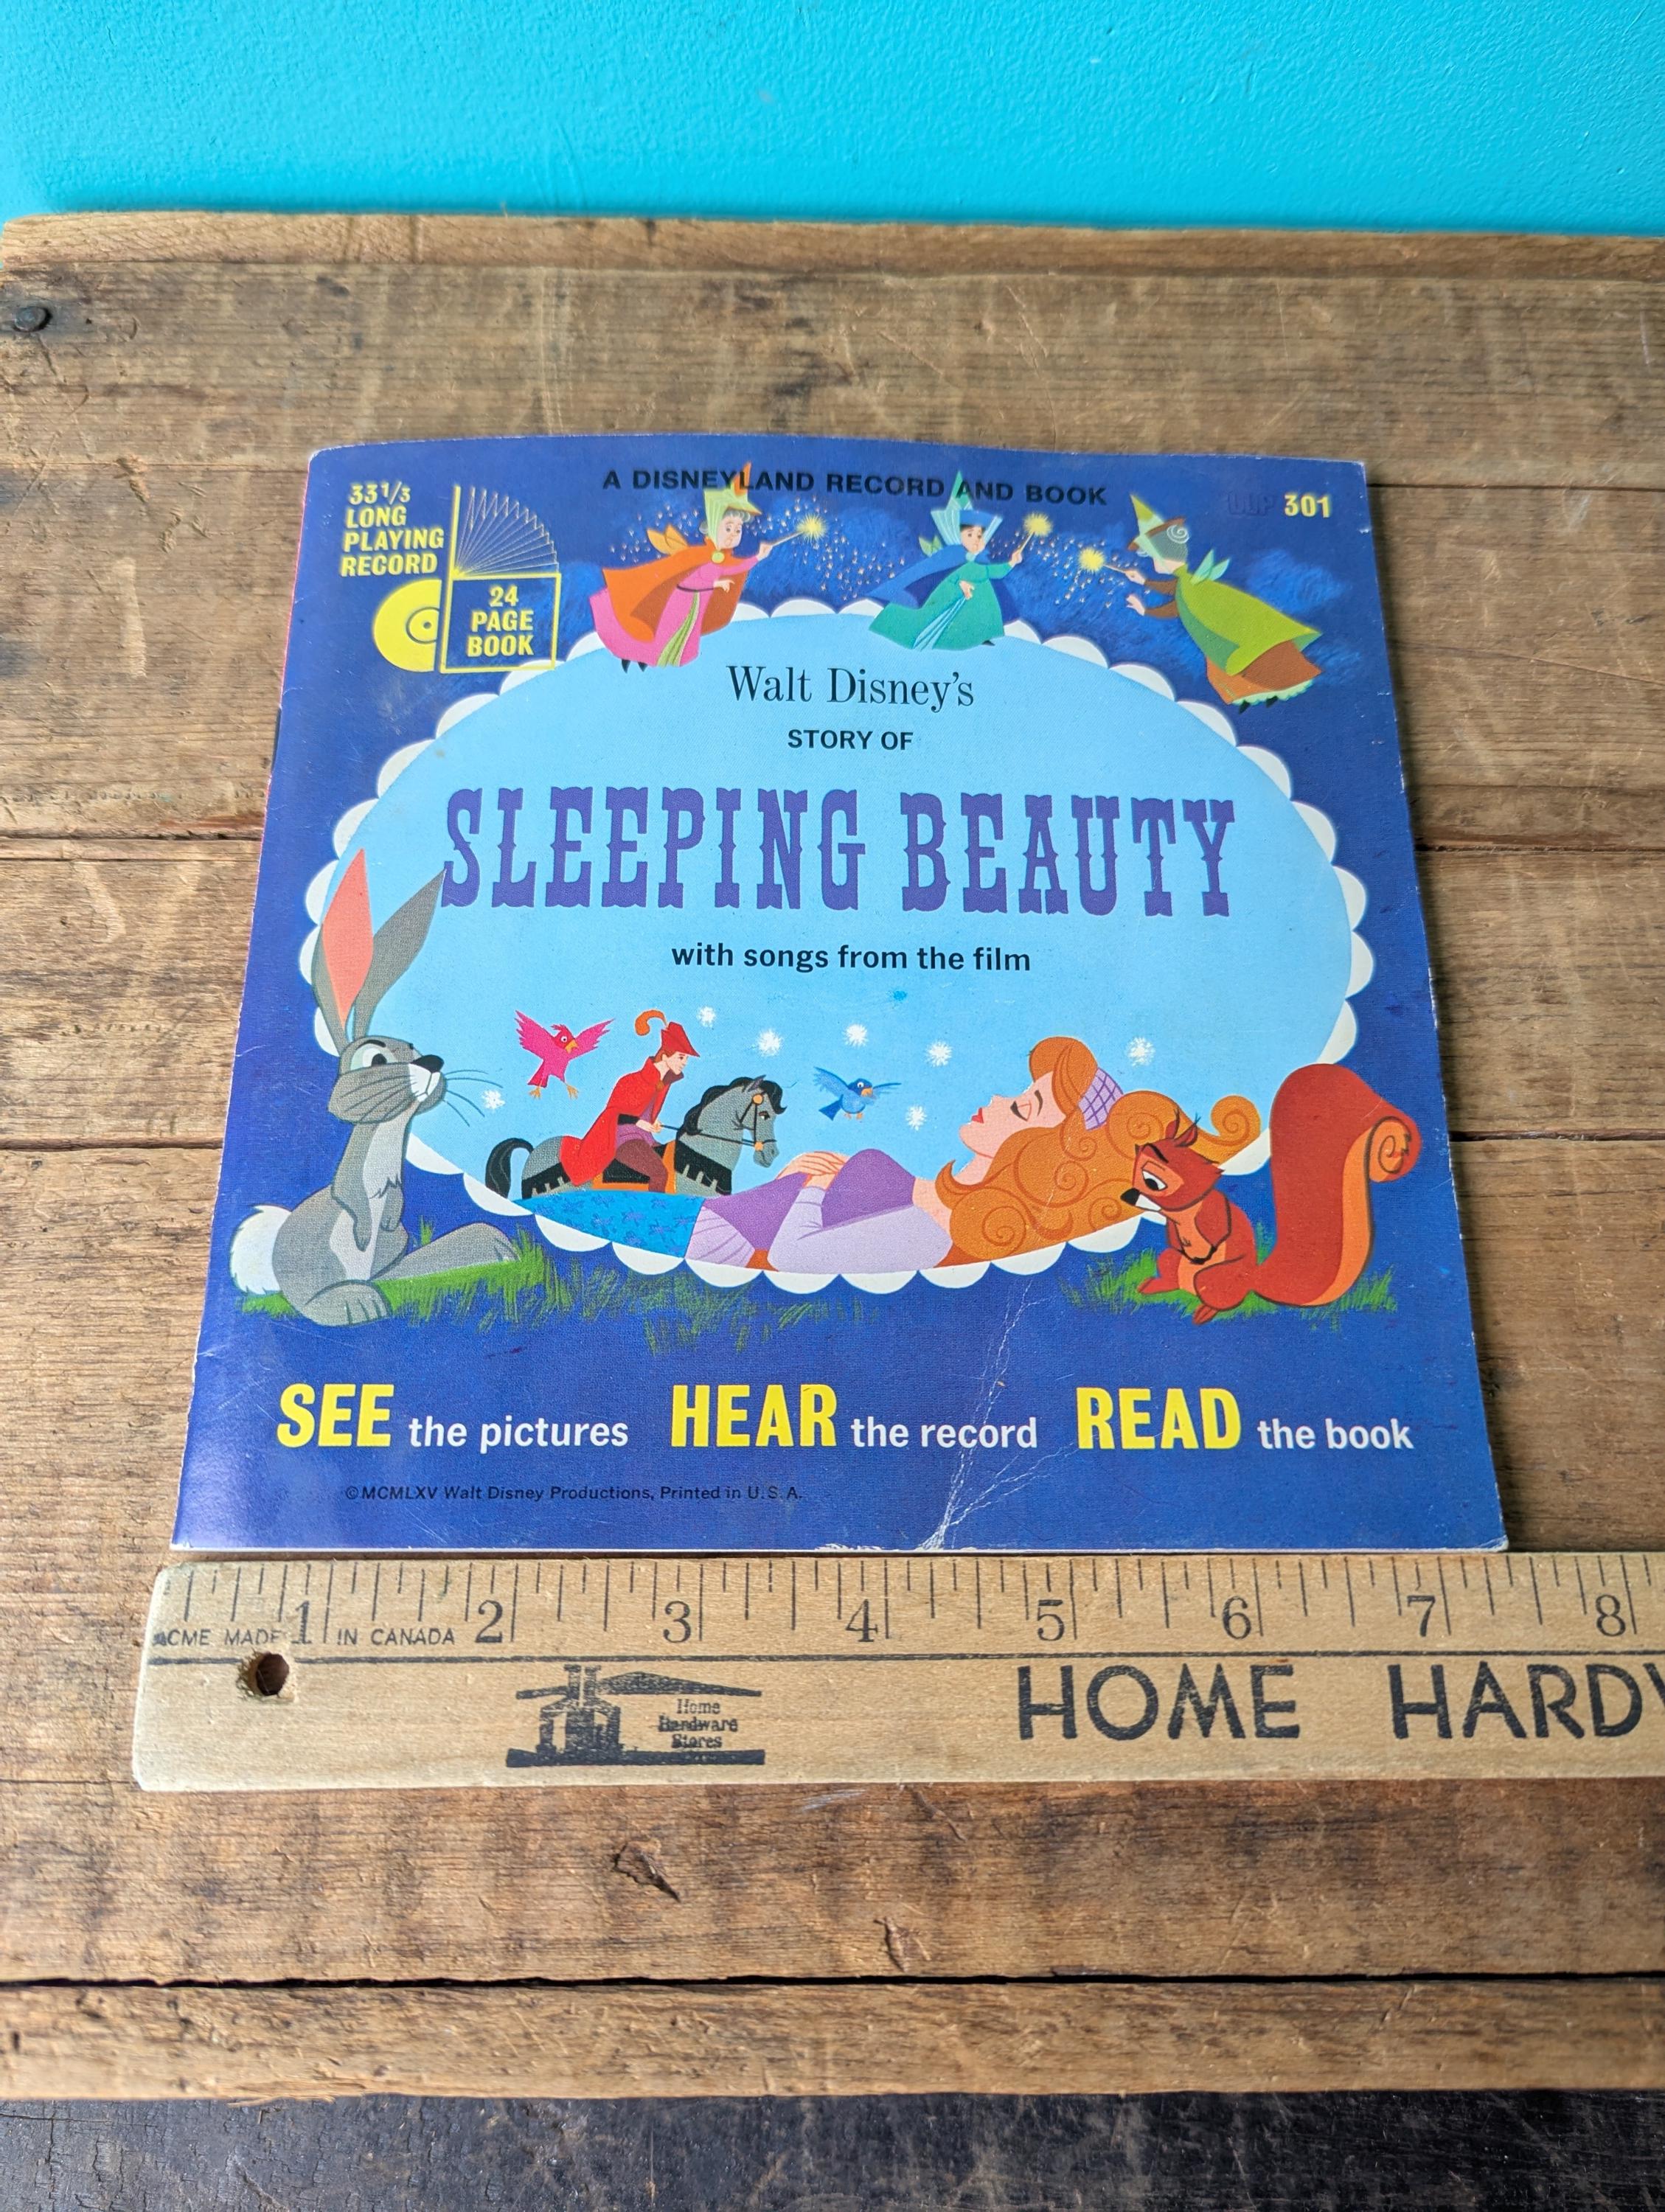 A DISNEYLAND RECORD AND BOOK
LLP 301
33 1/3
LONG
PLAYING
RECORD
24
PAGE
BOOK
Walt Disney's
STORY OF
SLEEPING BEAUTY
with songs from the film
SEE the pictures HEAR the record READ the book
©MCMLXV Walt Disney Productions, Printed in U.S.A.
1 2 3 4 5 6 7 8
ACME MADE IN CANADA
Home
Hardware
Stores
HOME HARDW